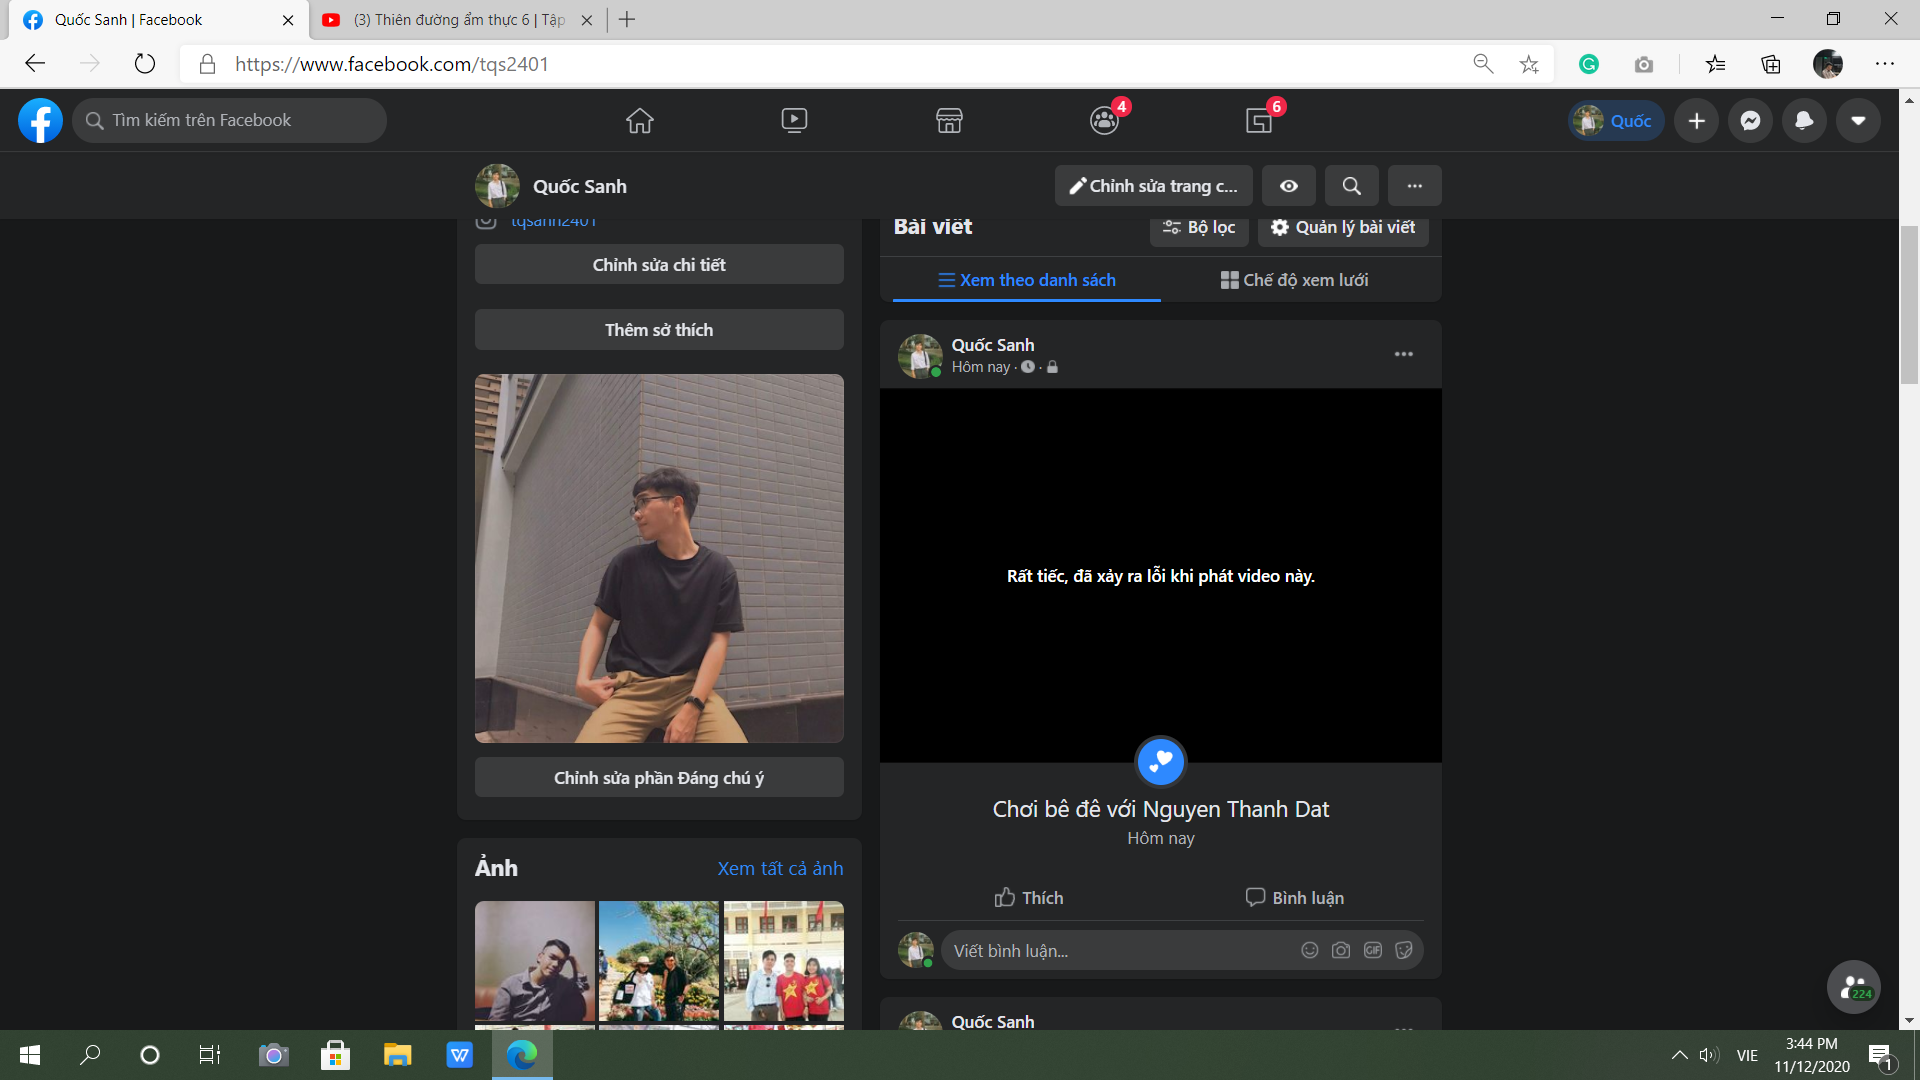 Quốc Sanh | Facebook
(3) Thiên đường ẩm thực 6 | Tập
https://www.facebook.com/tqs2401
Tìm kiếm trên Facebook
4
6
Quốc
Quốc Sanh
Chỉnh sửa trang c...
tqsanh2401
Chỉnh sửa chi tiết
Thêm sở thích
Chỉnh sửa phần Đáng chú ý
Ảnh
Xem tất cả ảnh
Bài viết
Bộ lọc
Quản lý bài viết
Xem theo danh sách
Chế độ xem lưới
Quốc Sanh
Hôm nay
Rất tiếc, đã xảy ra lỗi khi phát video này.
Chơi bê đê với Nguyen Thanh Dat
Hôm nay
Thích
Bình luận
Viết bình luận...
GIF
Quốc Sanh
224
VIE
3:44 PM
11/12/2020
1